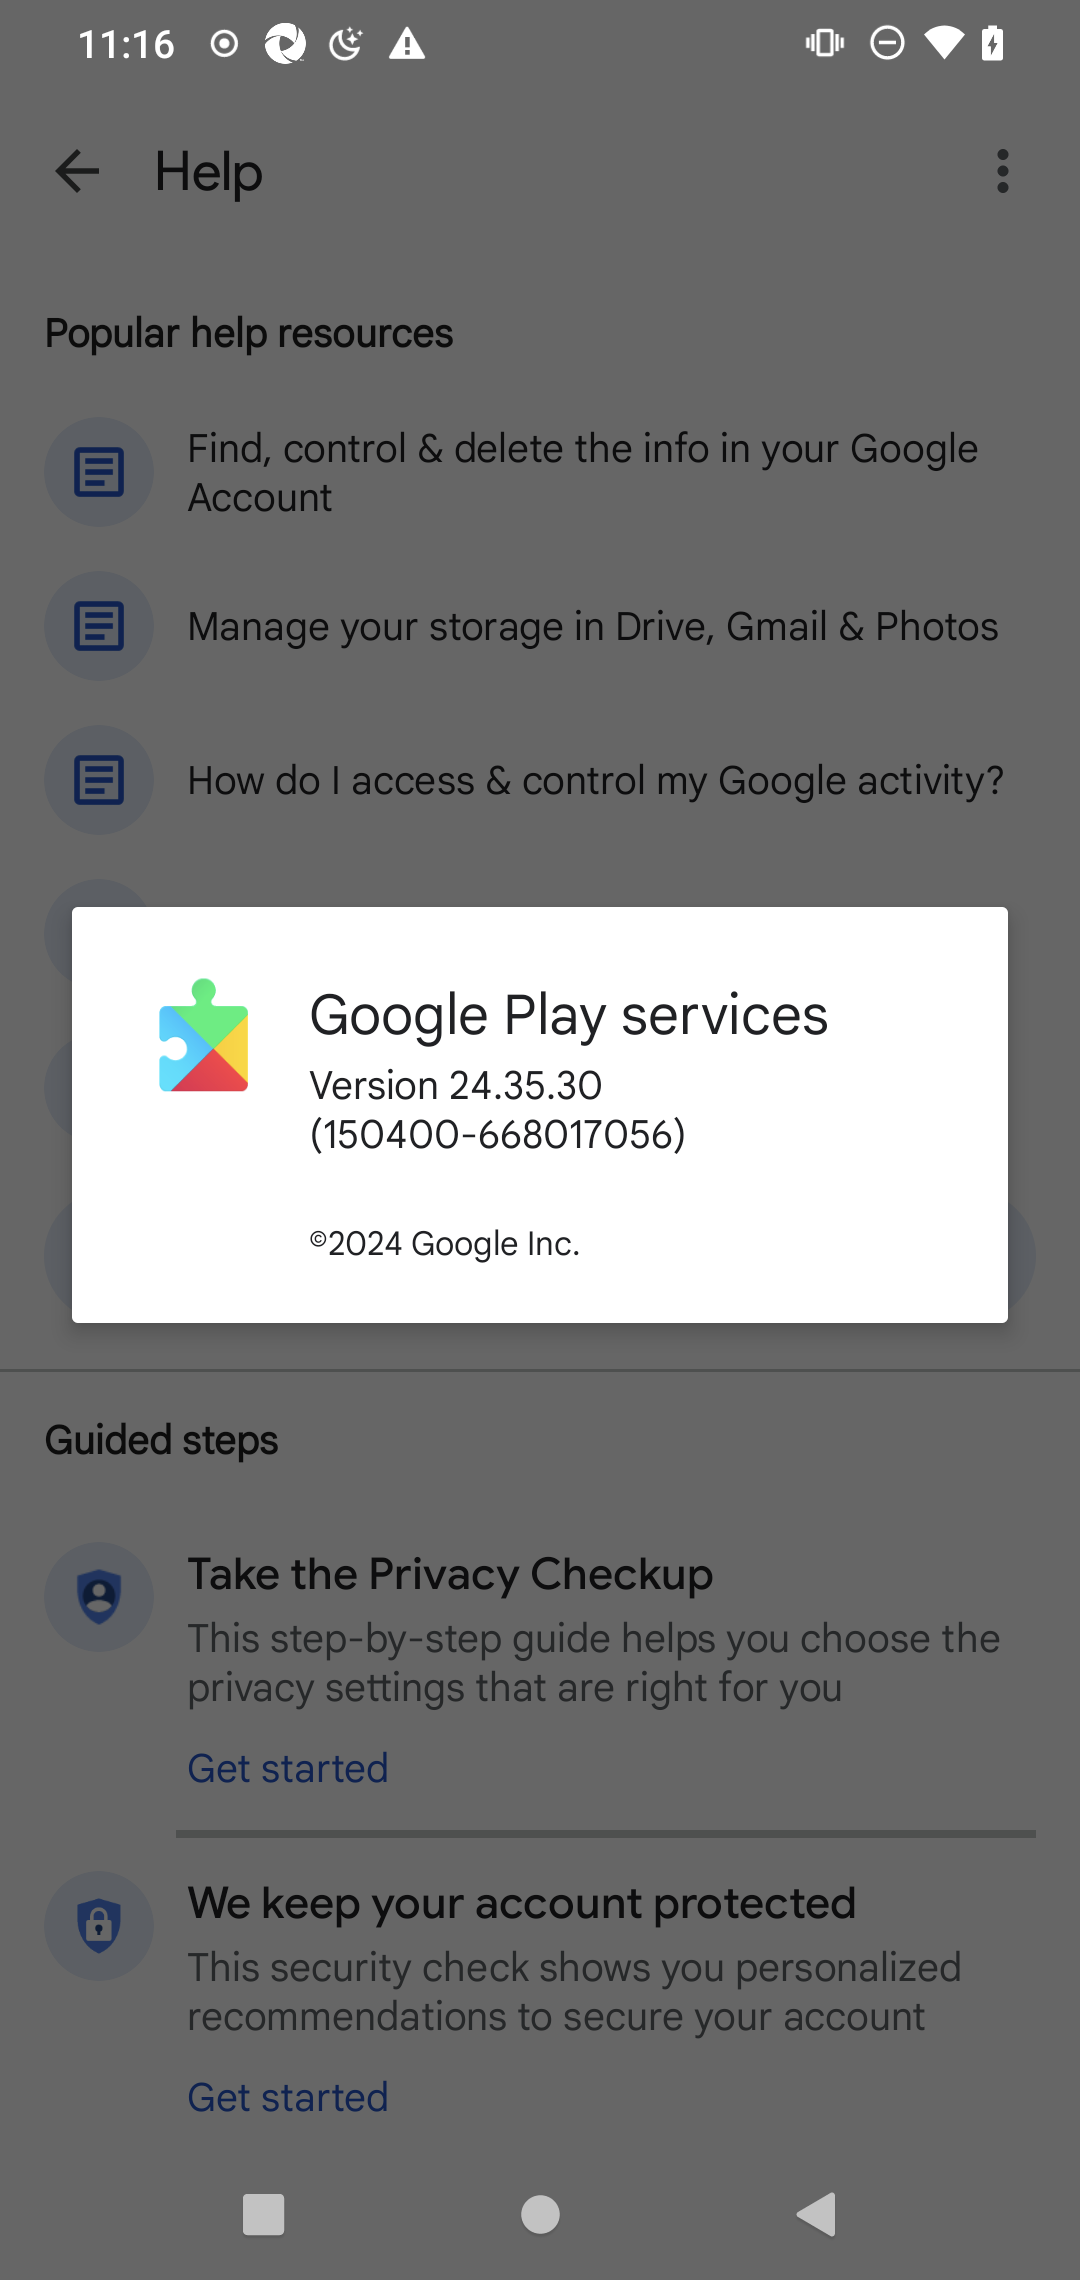 11:16
Help
Popular help resources
Find, control & delete the info in your Google
Account
Manage your storage in Drive, Gmail & Photos
How do I access & control my Google activity?
Google Play services
Version 24.35.30
(150400-668017056)
©2024 Google Inc.
Guided steps
Take the Privacy Checkup
This step-by-step guide helps you choose the
privacy settings that are right for you
Get started
We keep your account protected
This security check shows you personalized
recommendations to secure your account
Get started